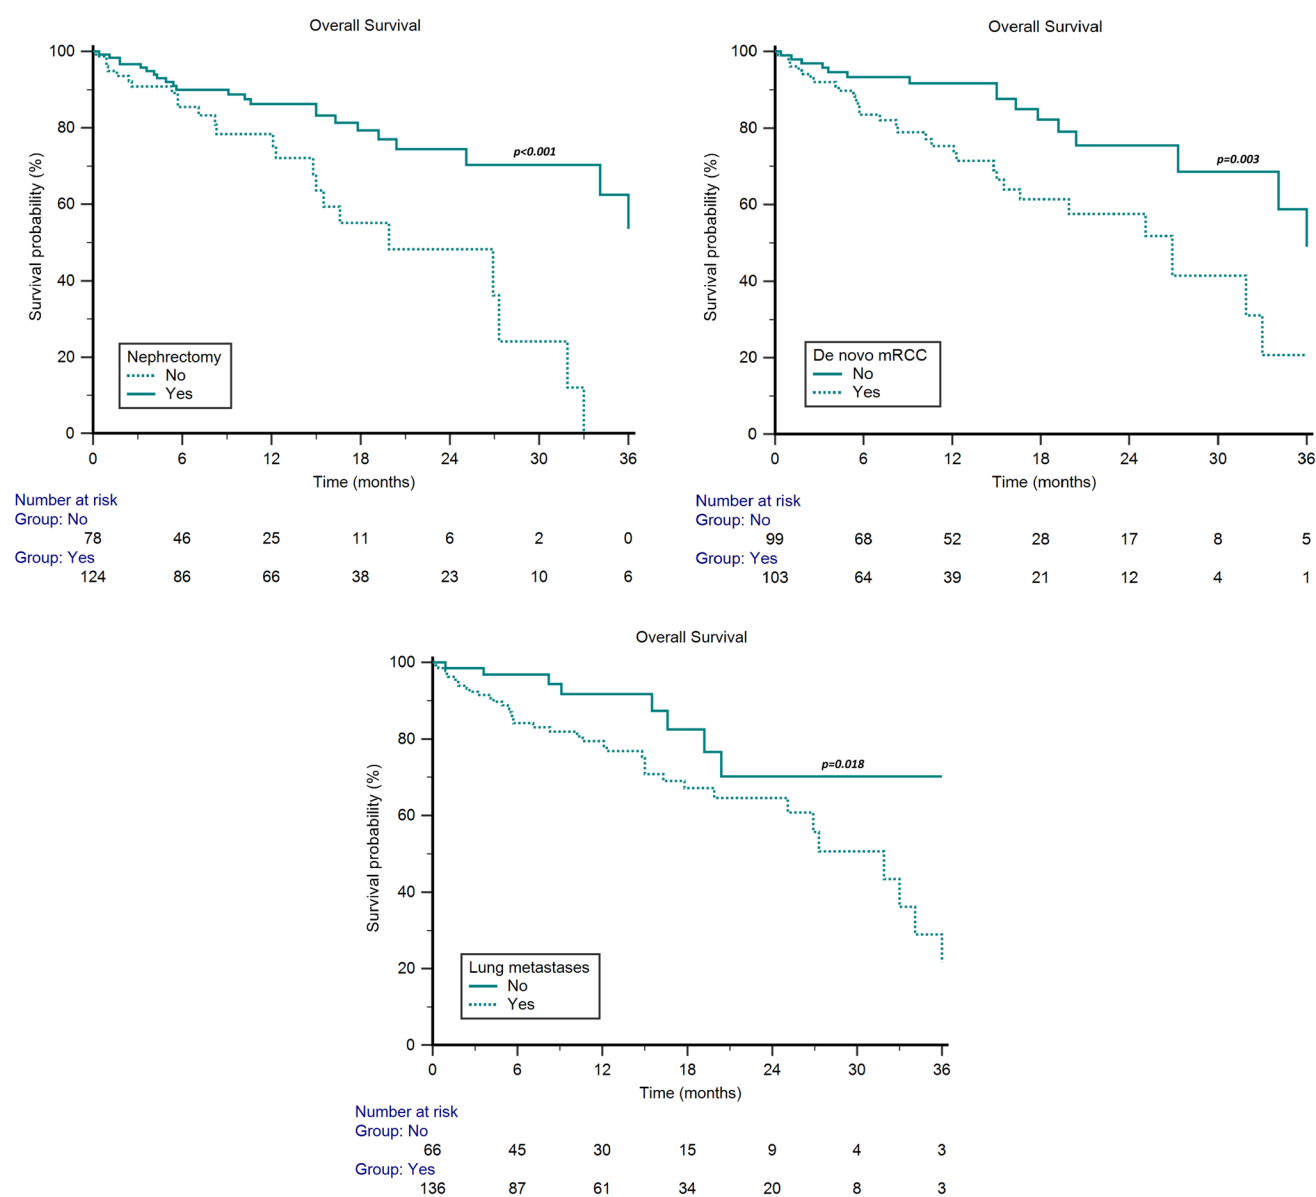 Overall Survival
100
80
60
40
20
0
Survival probability (%)
p<0.001
Nephrectomy
No
Yes
0 6 12 18 24 30 36
Time (months)
Number at risk
Group: No
78 46 25 11 6 2 0
Group: Yes
124 86 66 38 23 10 6
Overall Survival
100
80
60
40
20
0
Survival probability (%)
p=0.003
De novo mRCC
No
Yes
0 6 12 18 24 30 36
Time (months)
Number at risk
Group: No
99 68 52 28 17 8 5
Group: Yes
103 64 39 21 12 4 1
Overall Survival
100
80
60
40
20
0
Survival probability (%)
p=0.018
Lung metastases
No
Yes
0 6 12 18 24 30 36
Time (months)
Number at risk
Group: No
66 45 30 15 9 4 3
Group: Yes
136 87 61 34 20 8 3